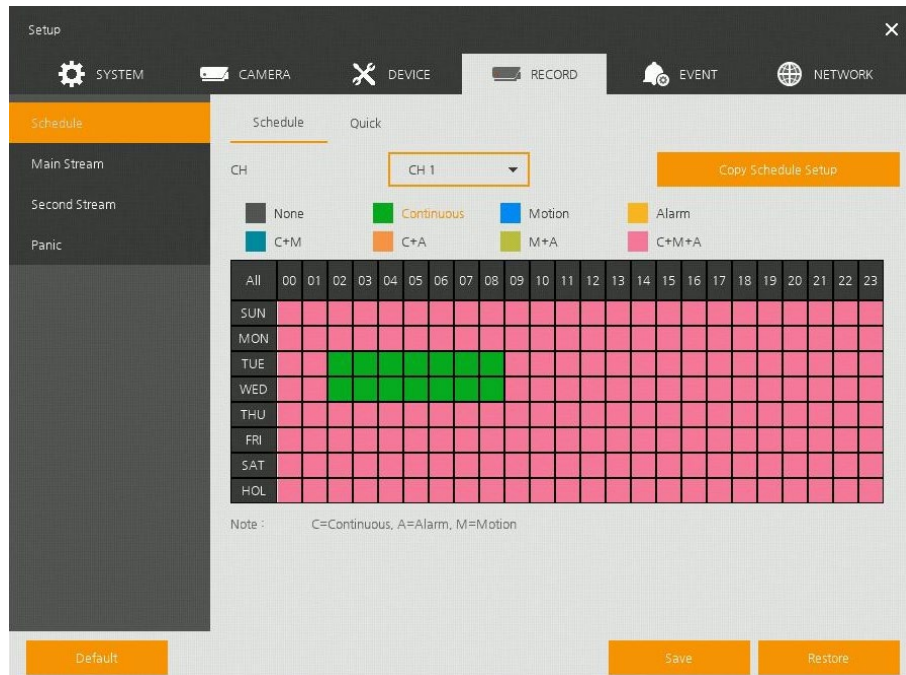 Setup
SYSTEM CAMERA DEVICE RECORD EVENT NETWORK
Schedule
Main Stream
Second Stream
Panic
Schedule Quick
CH CH 1 Copy Schedule Setup
None Continuous Motion Alarm
C+M C+A M+A C+M+A
All 00 01 02 03 04 05 06 07 08 09 10 11 12 13 14 15 16 17 18 19 20 21 22 23
SUN
MON
TUE
WED
THU
FRI
SAT
HOL
Note : C=Continuous, A=Alarm, M=Motion
Default Save Restore